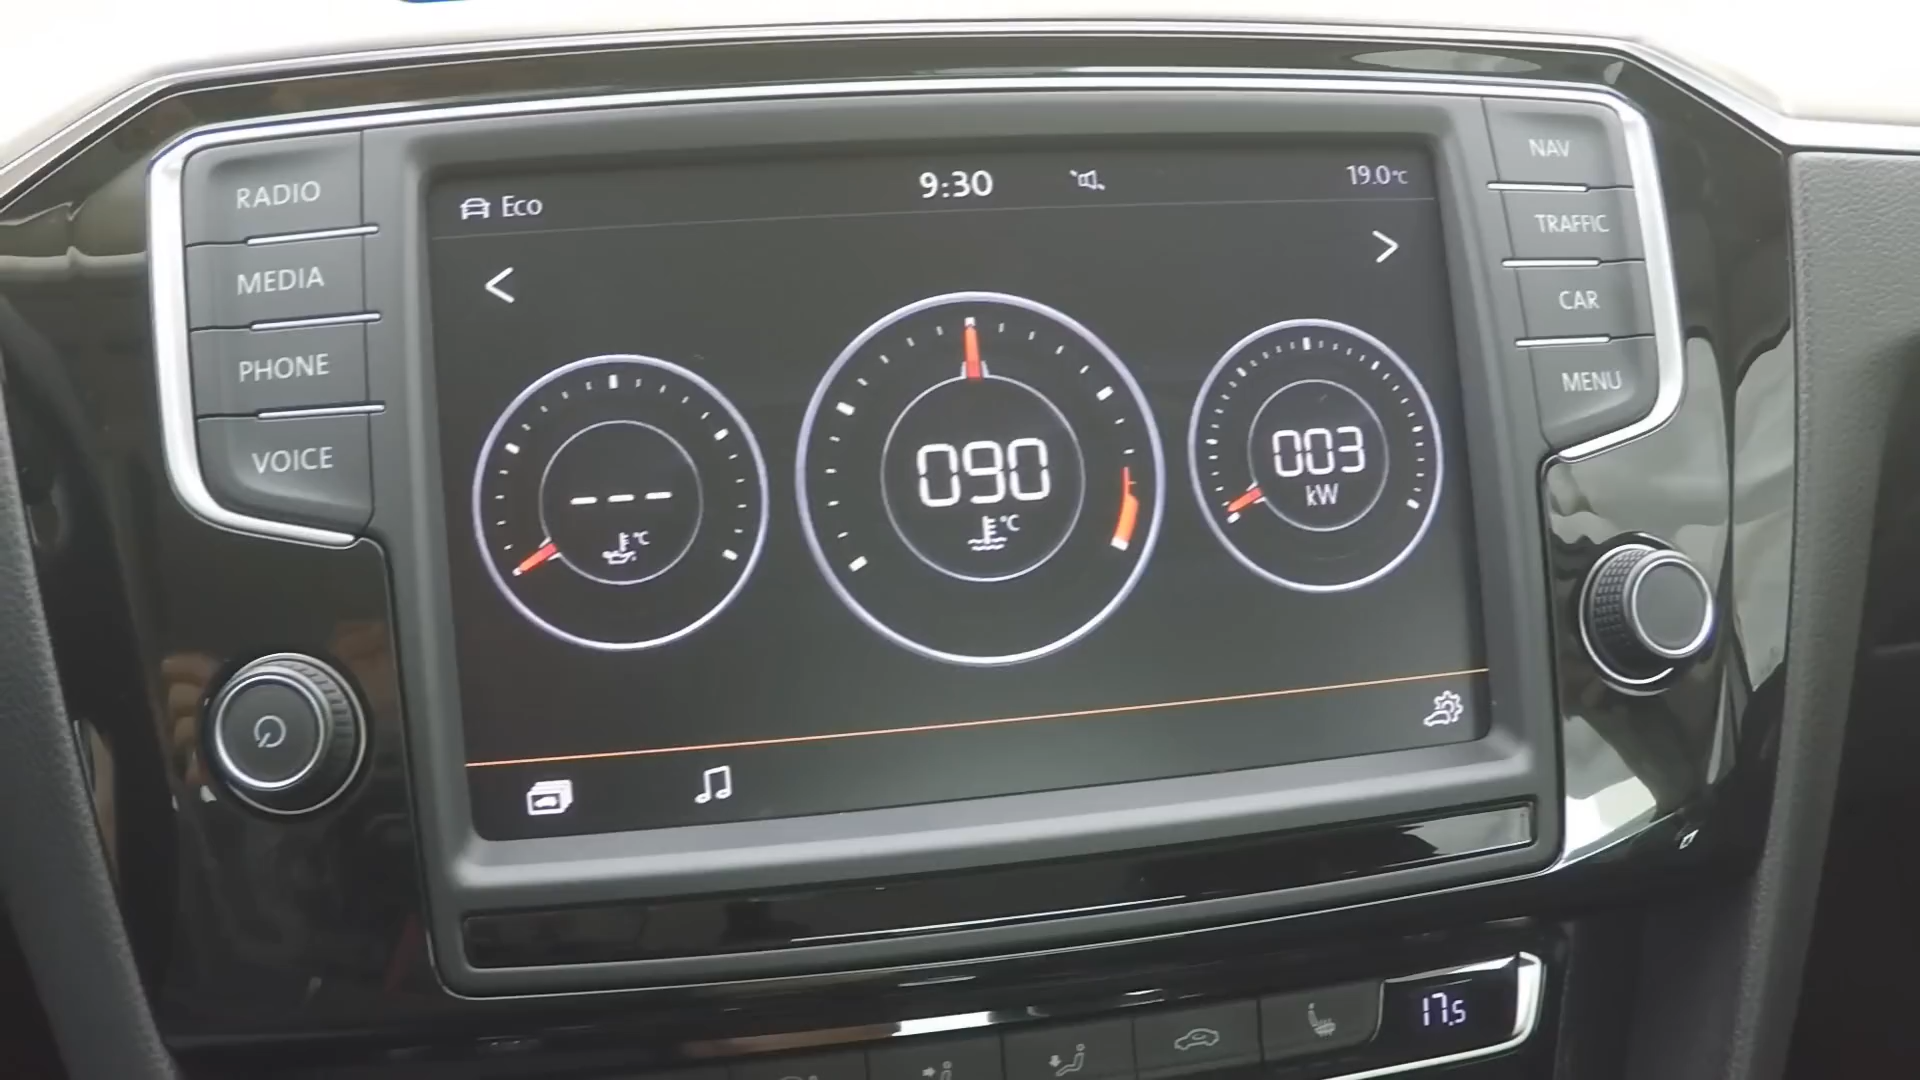 RADIO
MEDIA
PHONE
VOICE
Eco
9:30
19.0°C
---
°C
090
°C
003
kW
NAV
TRAFFIC
CAR
MENU
17.5